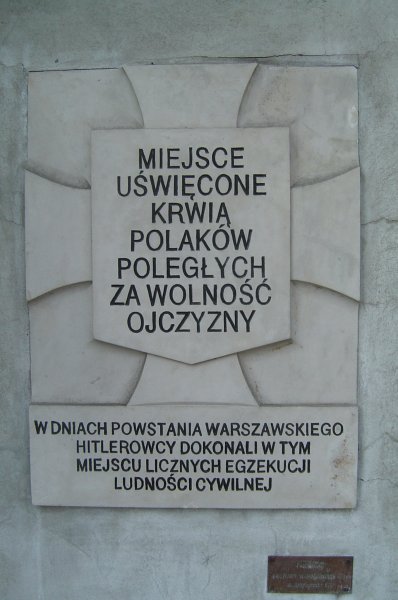 MIEJSCE
UŚWIĘCONE
KRWIĄ
POLAKÓW
POLEGŁYCH
ZA WOLNOŚĆ
OJCZYZNY
W DNIACH POWSTANIA WARSZAWSKIEGO
HITLEROWCY DOKONALI W TYM
MIEJSCU LICZNYCH EGZEKUCJI
LUDNOŚCI CYWILNEJ